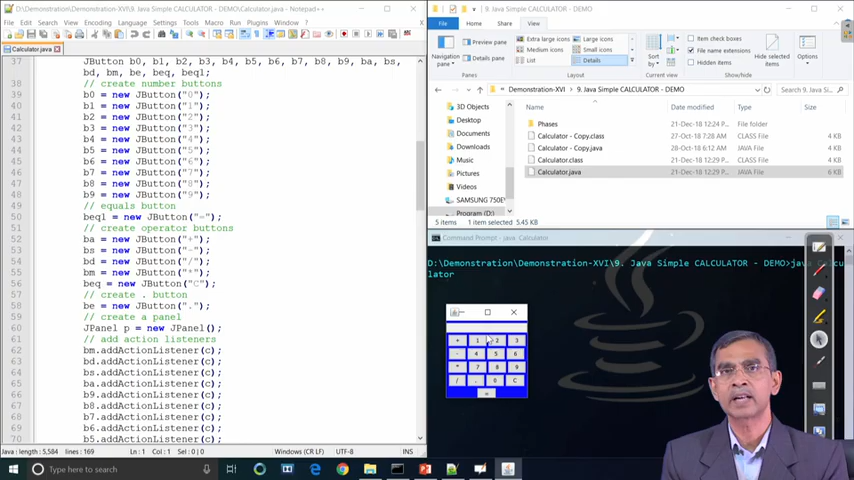 D:\Demonstration\Demonstration-XVI\9. Java Simple CALCULATOR - DEMO\Calculator.java - Notepad++
File Edit Search View Encoding Language Settings Tools Macro Run Plugins Window ?
Calculator.java
37 JButton b0, b1, b2, b3, b4, b5, b6, b7, b8, b9, ba, bs,
bd, bm, be, beq, beq1;
38 // create number buttons
39 b0 = new JButton("0");
40 b1 = new JButton("1");
41 b2 = new JButton("2");
42 b3 = new JButton("3");
43 b4 = new JButton("4");
44 b5 = new JButton("5");
45 b6 = new JButton("6");
46 b7 = new JButton("7");
47 b8 = new JButton("8");
48 b9 = new JButton("9");
49 // equals button
50 beq1 = new JButton("=");
51 // create operator buttons
52 ba = new JButton("+");
53 bs = new JButton("-");
54 bd = new JButton("/");
55 bm = new JButton("*");
56 beq = new JButton("C");
57 // create . button
58 be = new JButton(".");
59 // create a panel
60 JPanel p = new JPanel();
61 // add action listeners
62 bm.addActionListener(c);
63 bd.addActionListener(c);
64 bs.addActionListener(c);
65 ba.addActionListener(c);
66 b9.addActionListener(c);
67 b8.addActionListener(c);
68 b7.addActionListener(c);
69 b6.addActionListener(c);
70 b5.addActionListener(c);
Java : length : 5,584 lines : 169 Ln : 1 Col : 1 Sel : 0 | 0 Windows (CR LF) UTF-8 INS
9. Java Simple CALCULATOR - DEMO
File Home Share View
Navigation pane
Preview pane
Details pane
Extra large icons Large icons
Medium icons Small icons
List Details
Sort by
Current view
Item check boxes
File name extensions
Hidden items
Hide selected items
Options
Demonstration-XVI > 9. Java Simple CALCULATOR - DEMO
Search 9. Jav
Name Date modified Type Size
3D Objects
Desktop
Documents
Downloads
Music
Pictures
Videos
SAMSUNG 750E
Program (D:)
Phases 21-Dec-18 12:24 P... File folder
Calculator - Copy.class 27-Oct-18 7:28 AM CLASS File 4 KB
Calculator - Copy.java 28-Oct-18 6:12 AM JAVA File 4 KB
Calculator.class 21-Dec-18 12:29 P... CLASS File 4 KB
Calculator.java 21-Dec-18 12:29 P... JAVA File 6 KB
5 items 1 item selected 5.45 KB
Command Prompt - java Calculator
D:\Demonstration\Demonstration-XVI\9. Java Simple CALCULATOR - DEMO>java Calcu
lator
+ 1 2 3
- 4 5 6
* 7 8 9
/ . 0 C
=
Type here to search